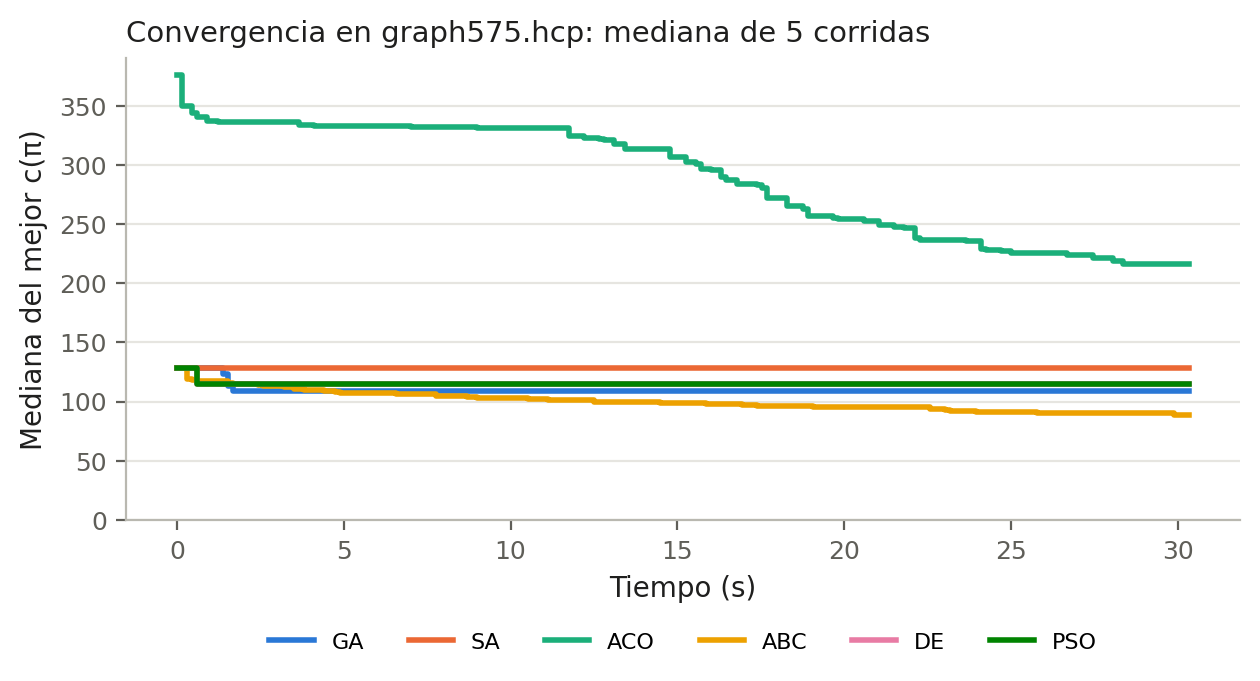 Convergencia en graph575.hcp: mediana de 5 corridas
Mediana del mejor c(π)
350
300
250
200
150
100
50
0
0 5 10 15 20 25 30
Tiempo (s)
GA SA ACO ABC DE PSO